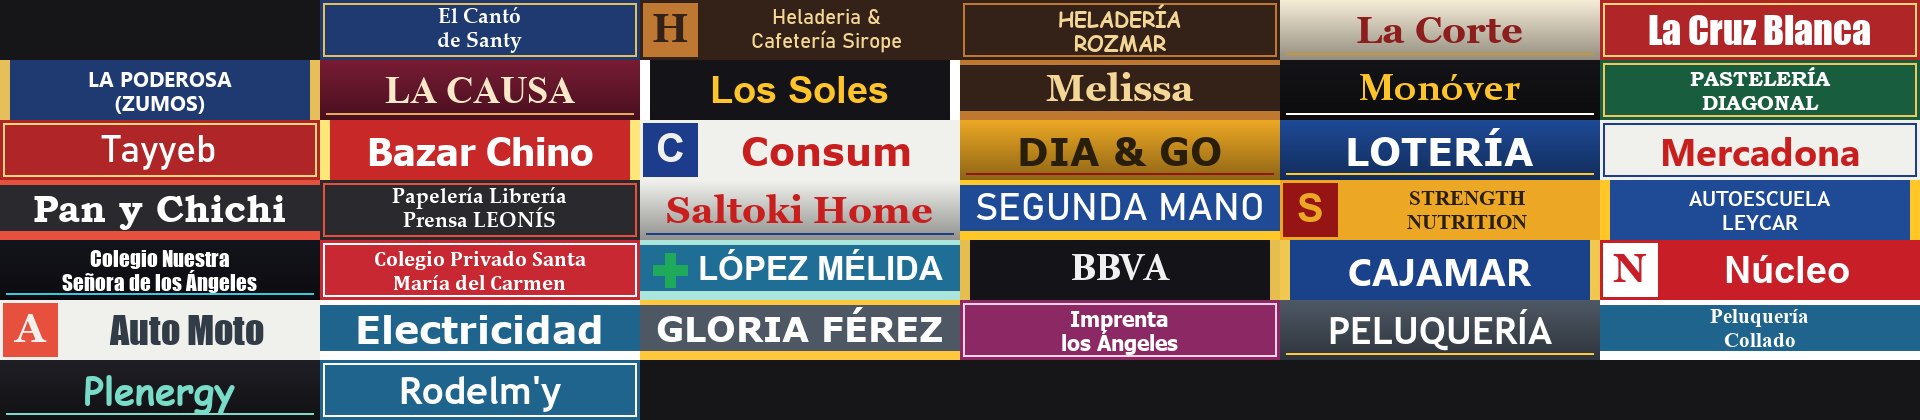 El Cantó
de Santy
H
Heladeria &
Cafetería Sirope
HELADERÍA
ROZMAR
La Corte
La Cruz Blanca
LA PODEROSA
(ZUMOS)
LA CAUSA
Los Soles
Melissa
Monóver
PASTELERÍA
DIAGONAL
Tayyeb
Bazar Chino
C
Consum
DIA & GO
LOTERÍA
Mercadona
Pan y Chichi
Papelería Librería
Prensa LEONÍS
Saltoki Home
SEGUNDA MANO
S
STRENGTH
NUTRITION
AUTOESCUELA
LEYCAR
Colegio Nuestra
Señora de los Ángeles
Colegio Privado Santa
María del Carmen
LÓPEZ MÉLIDA
BBVA
CAJAMAR
N
Núcleo
A
Auto Moto
Electricidad
GLORIA FÉREZ
Imprenta
los Ángeles
PELUQUERÍA
Peluquería
Collado
Plenergy
Rodelm'y